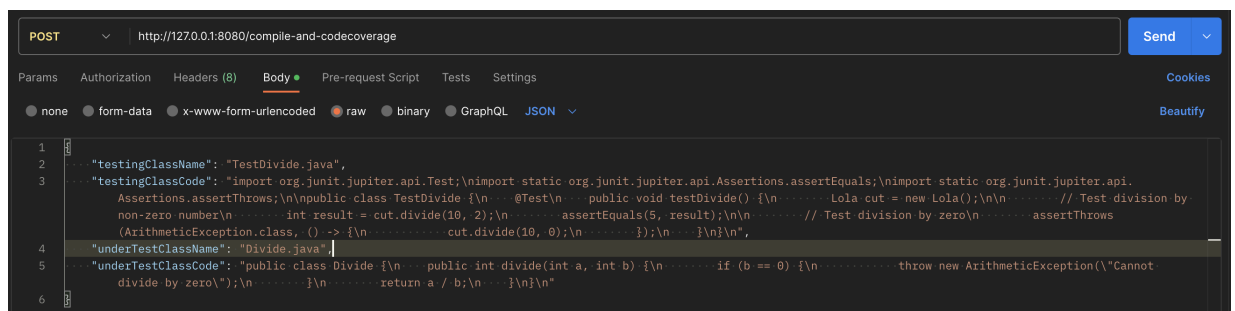 POST http://127.0.0.1:8080/compile-and-codecoverage Send
Params Authorization Headers (8) Body Pre-request Script Tests Settings Cookies
none form-data x-www-form-urlencoded raw binary GraphQL JSON Beautify
1 {
2 "testingClassName": "TestDivide.java",
3 "testingClassCode": "import org.junit.jupiter.api.Test;\nimport static org.junit.jupiter.api.Assertions.assertEquals;\nimport static org.junit.jupiter.api.
Assertions.assertThrows;\n\npublic class TestDivide {\n    @Test\n    public void testDivide() {\n        Lola cut = new Lola();\n\n        // Test division by
non-zero number\n        int result = cut.divide(10, 2);\n        assertEquals(5, result);\n\n        // Test division by zero\n        assertThrows
(ArithmeticException.class, () -> {\n            cut.divide(10, 0);\n        });\n    }\n}\n",
4 "underTestClassName": "Divide.java",
5 "underTestClassCode": "public class Divide {\n    public int divide(int a, int b) {\n        if (b == 0) {\n            throw new ArithmeticException(\"Cannot
divide by zero\");\n        }\n        return a / b;\n    }\n}\n"
6 }